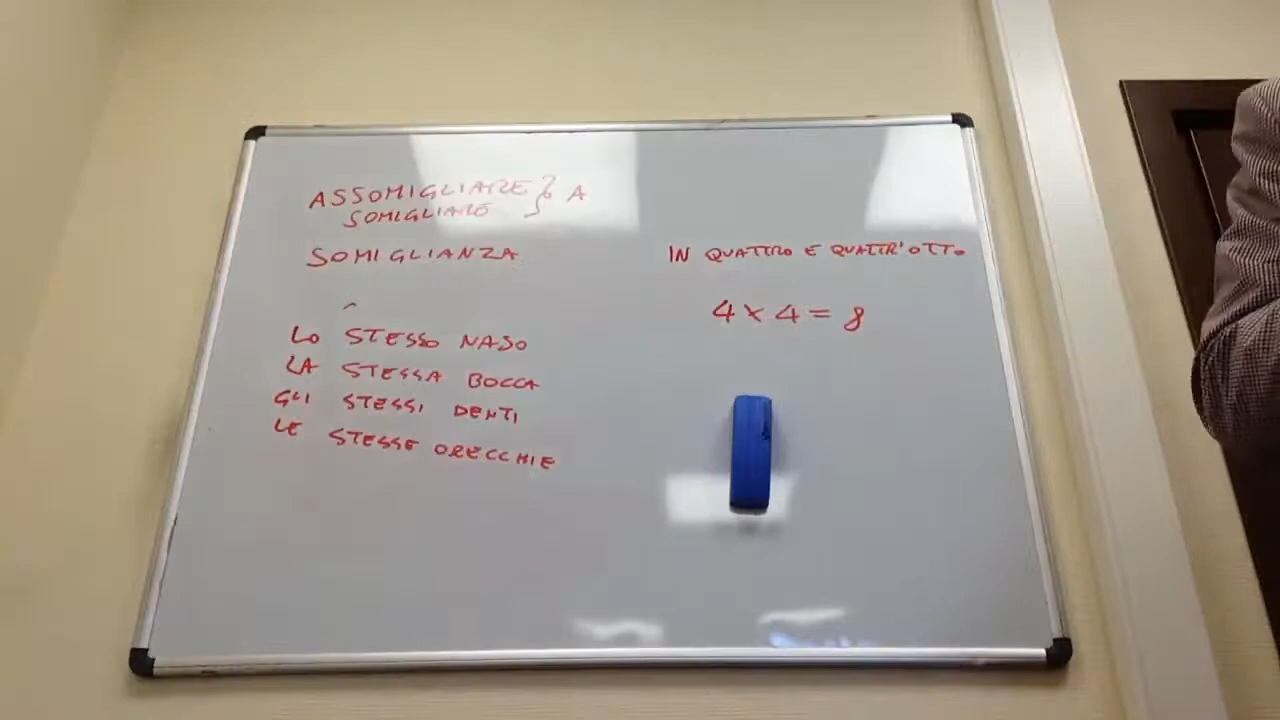 ASSOMIGLIARE } A
SOMIGLIARE
SOMIGLIANZA
LO STESSO NASO
LA STESSA BOCCA
GLI STESSI DENTI
LE STESSE ORECCHIE
IN QUATTRO E QUATTR'OTTO
4 x 4 = 8